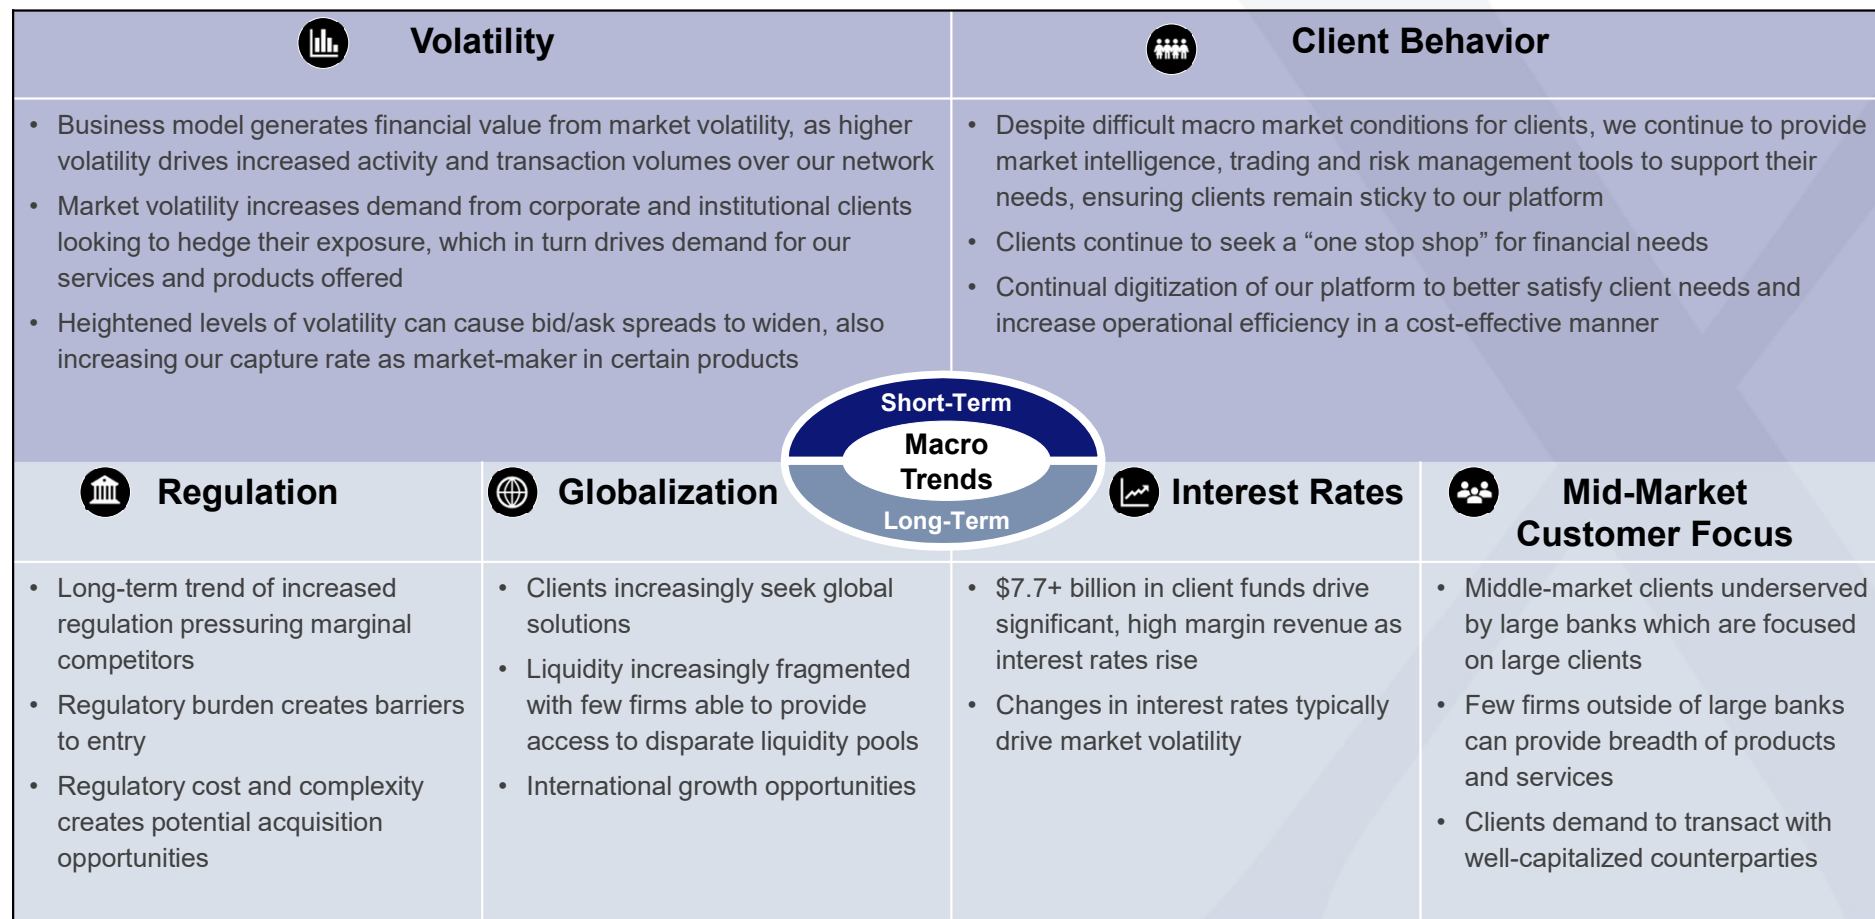 Volatility
• Business model generates financial value from market volatility, as higher
volatility drives increased activity and transaction volumes over our network
• Market volatility increases demand from corporate and institutional clients
looking to hedge their exposure, which in turn drives demand for our
services and products offered
• Heightened levels of volatility can cause bid/ask spreads to widen, also
increasing our capture rate as market-maker in certain products
Client Behavior
• Despite difficult macro market conditions for clients, we continue to provide
market intelligence, trading and risk management tools to support their
needs, ensuring clients remain sticky to our platform
• Clients continue to seek a “one stop shop” for financial needs
• Continual digitization of our platform to better satisfy client needs and
increase operational efficiency in a cost-effective manner
Short-Term
Macro
Trends
Long-Term
Regulation
• Long-term trend of increased
regulation pressuring marginal
competitors
• Regulatory burden creates barriers
to entry
• Regulatory cost and complexity
creates potential acquisition
opportunities
Globalization
• Clients increasingly seek global
solutions
• Liquidity increasingly fragmented
with few firms able to provide
access to disparate liquidity pools
• International growth opportunities
Interest Rates
• $7.7+ billion in client funds drive
significant, high margin revenue as
interest rates rise
• Changes in interest rates typically
drive market volatility
Mid-Market
Customer Focus
• Middle-market clients underserved
by large banks which are focused
on large clients
• Few firms outside of large banks
can provide breadth of products
and services
• Clients demand to transact with
well-capitalized counterparties